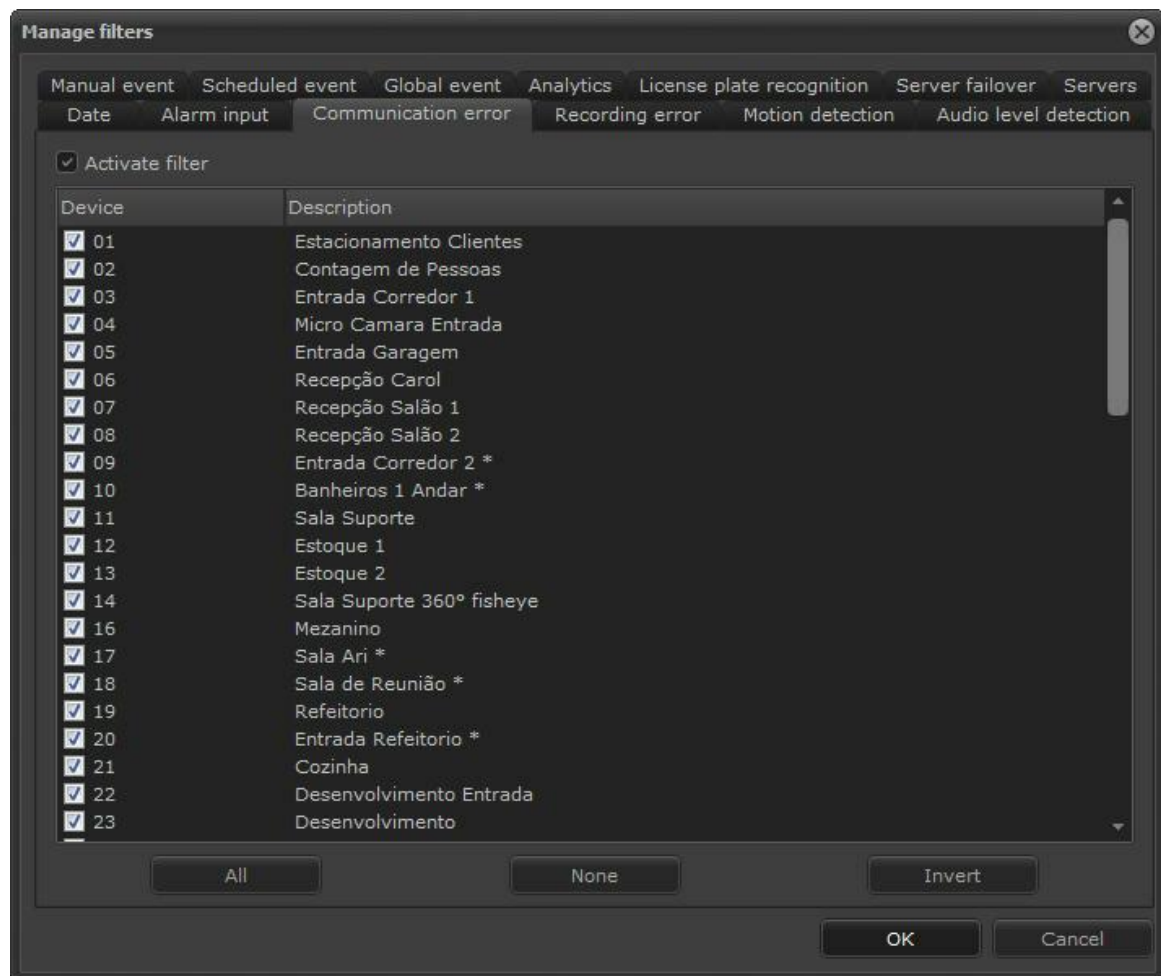 Manage filters
Manual event Scheduled event Global event Analytics License plate recognition Server failover Servers
Date Alarm input Communication error Recording error Motion detection Audio level detection
Activate filter
Device Description
01 Estacionamento Clientes
02 Contagem de Pessoas
03 Entrada Corredor 1
04 Micro Camara Entrada
05 Entrada Garagem
06 Recepção Carol
07 Recepção Salão 1
08 Recepção Salão 2
09 Entrada Corredor 2 *
10 Banheiros 1 Andar *
11 Sala Suporte
12 Estoque 1
13 Estoque 2
14 Sala Suporte 360° fisheye
16 Mezanino
17 Sala Ari *
18 Sala de Reunião *
19 Refeitorio
20 Entrada Refeitorio *
21 Cozinha
22 Desenvolvimento Entrada
23 Desenvolvimento
All None Invert
OK Cancel